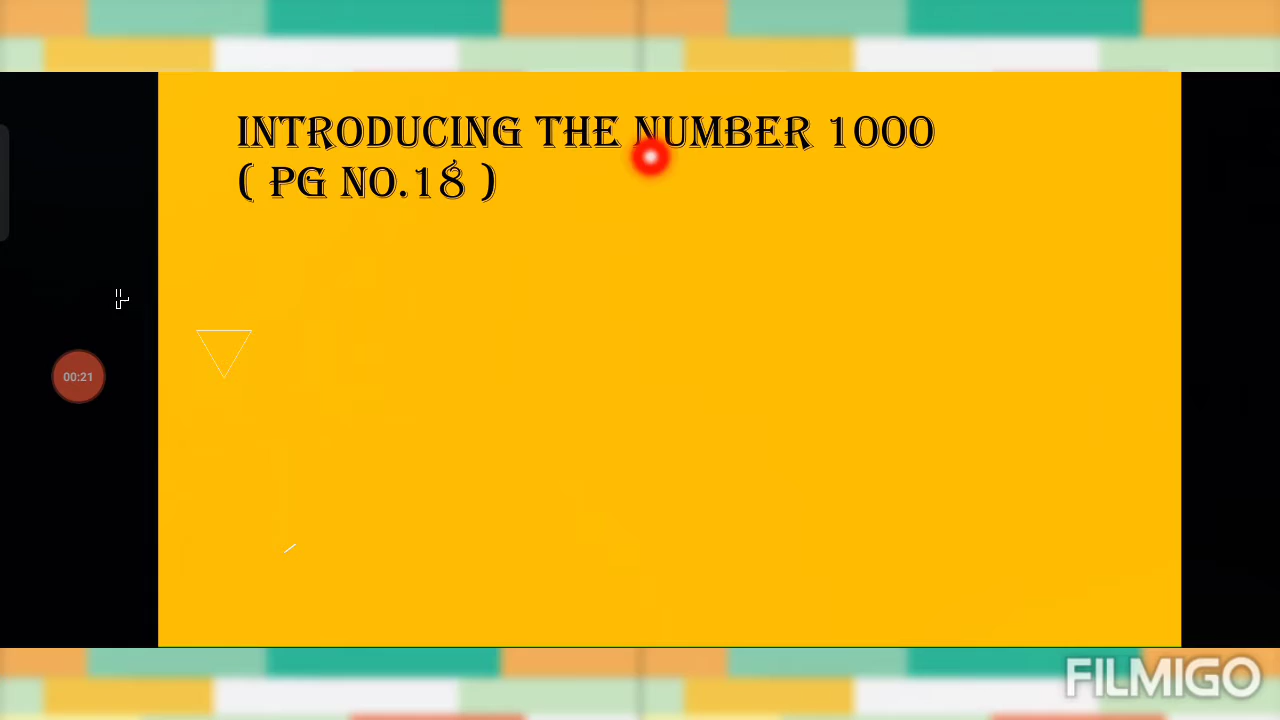 INTRODUCING THE NUMBER 1000
( PG NO.18 )
00:21
FILMIGO